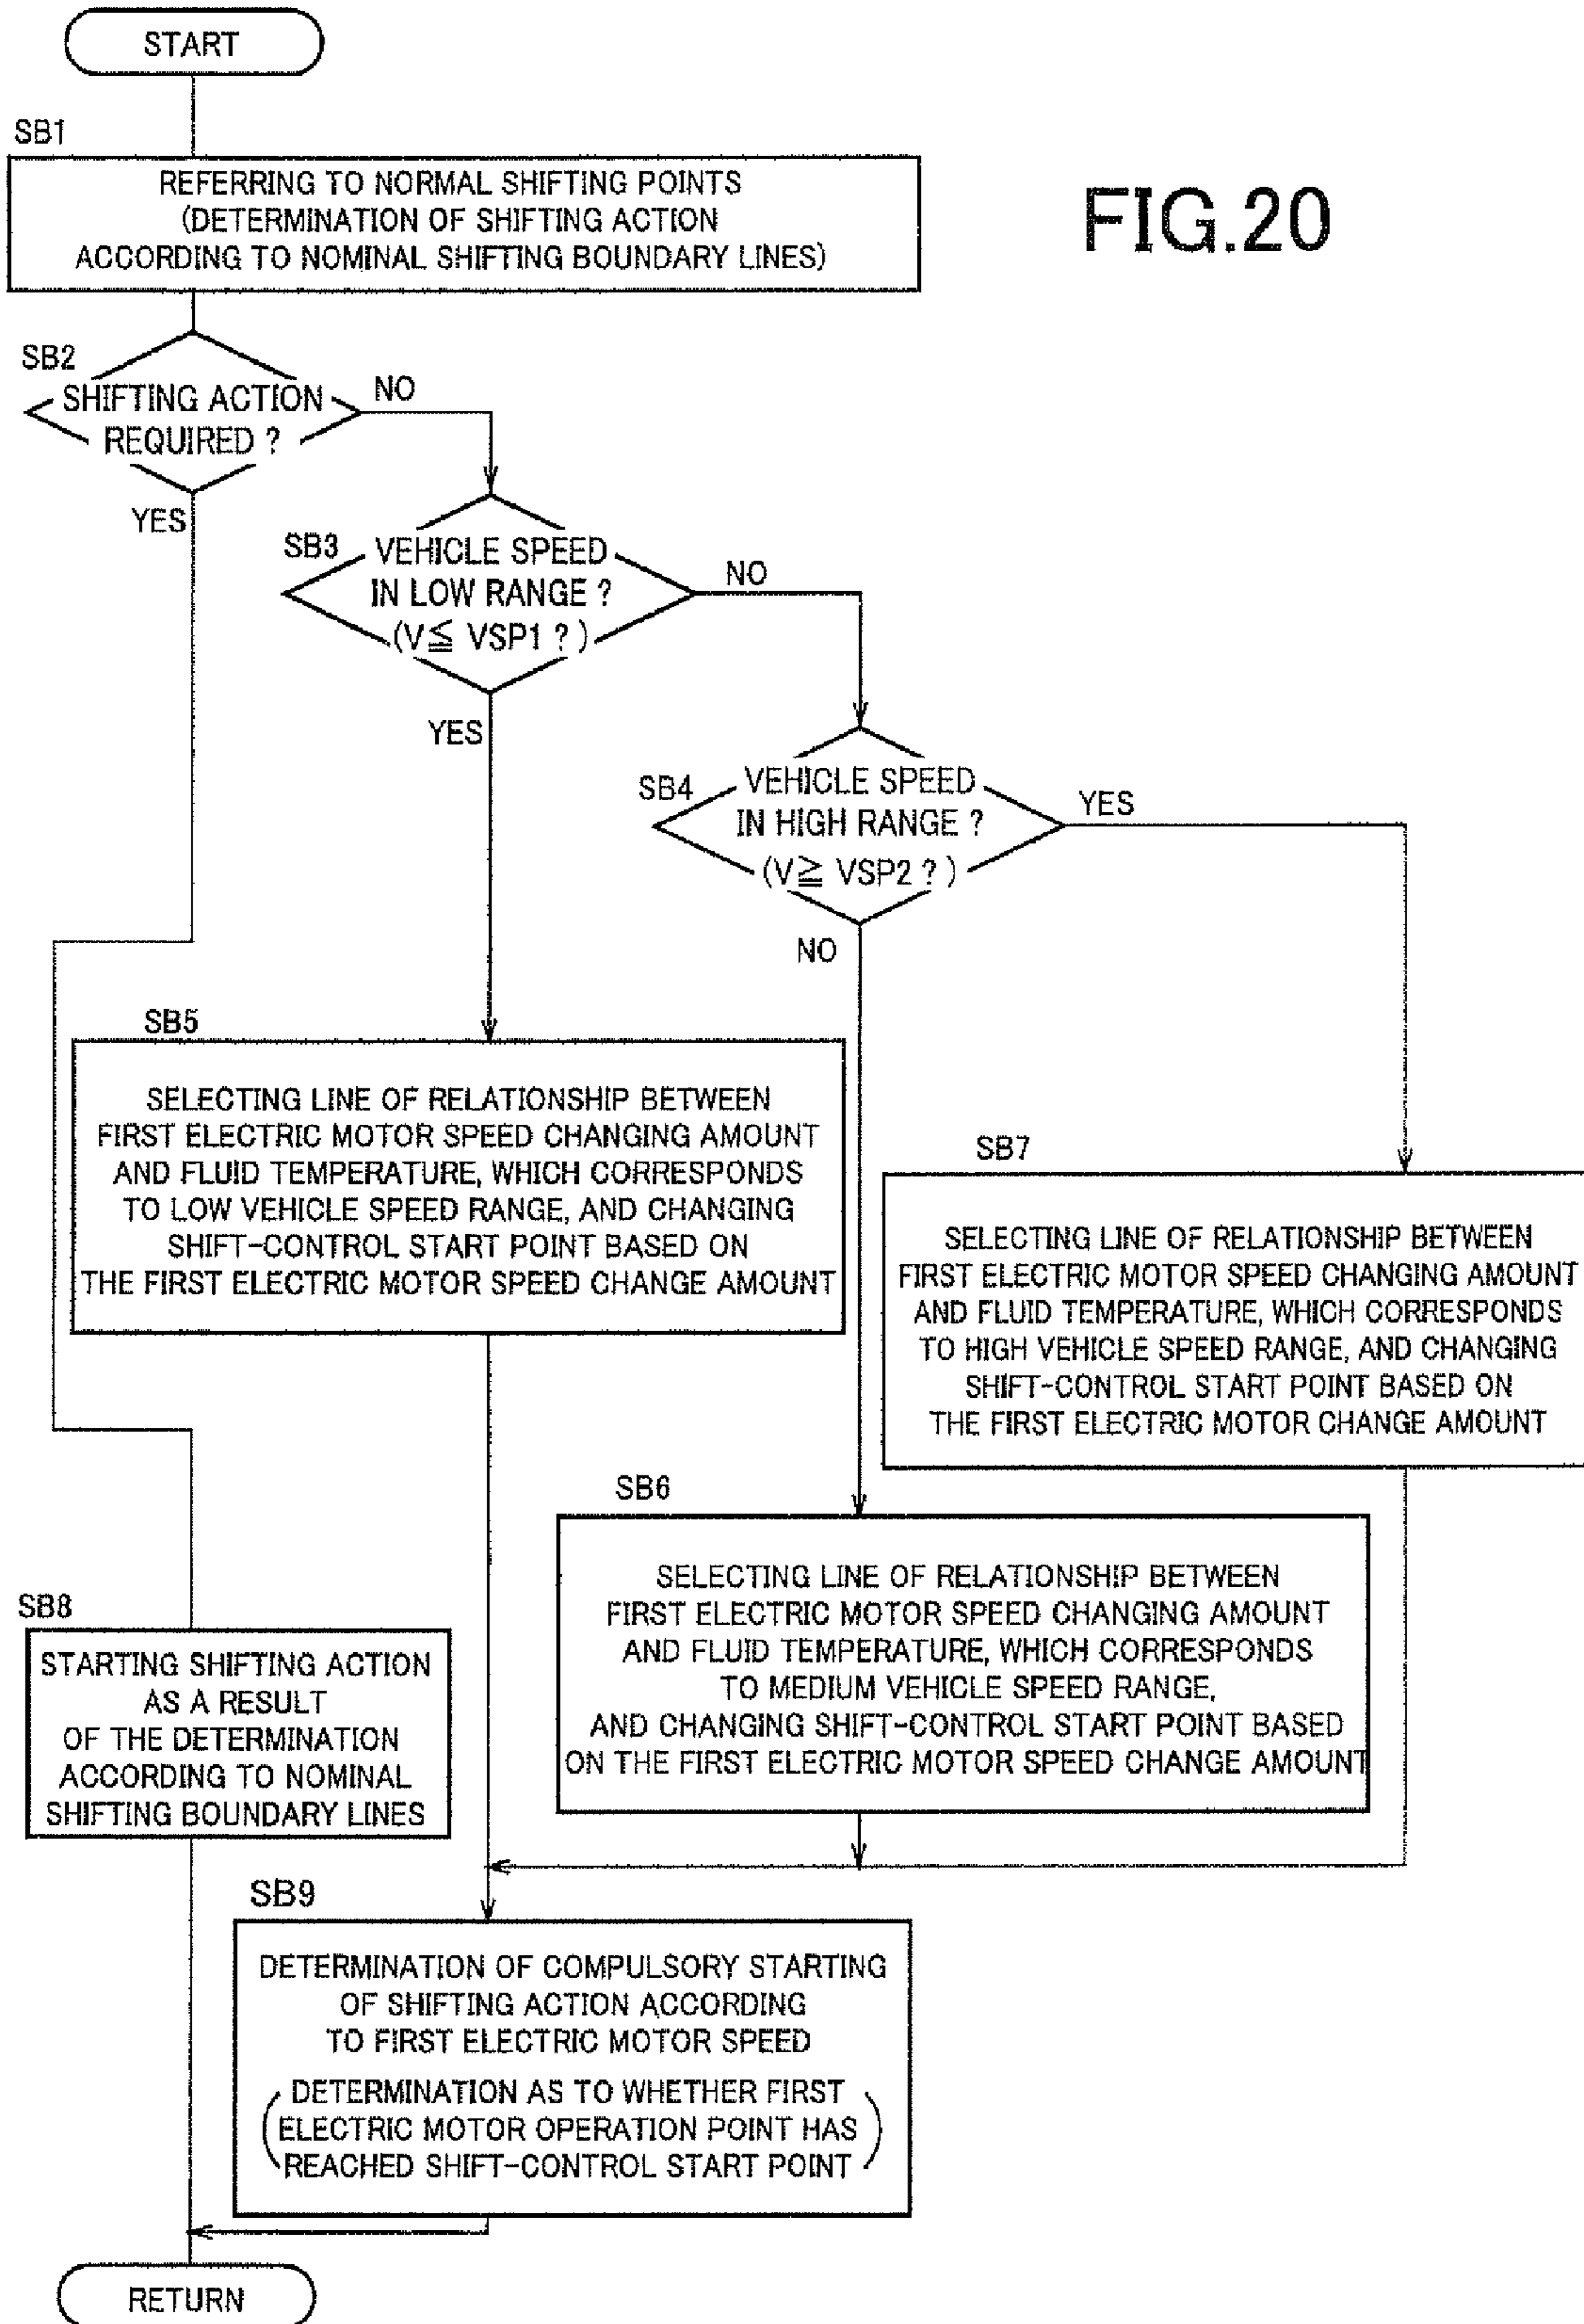 START
SB1
REFERRING TO NORMAL SHIFTING POINTS
(DETERMINATION OF SHIFTING ACTION
ACCORDING TO NOMINAL SHIFTING BOUNDARY LINES)
FIG.20
SB2
SHIFTING ACTION
REQUIRED ?
NO
YES
SB3
VEHICLE SPEED
IN LOW RANGE ?
(V≦ VSP1 ? )
NO
YES
SB4
VEHICLE SPEED
IN HIGH RANGE ?
(V≧ VSP2 ? )
YES
NO
SB5
SELECTING LINE OF RELATIONSHIP BETWEEN
FIRST ELECTRIC MOTOR SPEED CHANGING AMOUNT
AND FLUID TEMPERATURE, WHICH CORRESPONDS
TO LOW VEHICLE SPEED RANGE, AND CHANGING
SHIFT-CONTROL START POINT BASED ON
THE FIRST ELECTRIC MOTOR SPEED CHANGE AMOUNT
SB7
SELECTING LINE OF RELATIONSHIP BETWEEN
FIRST ELECTRIC MOTOR SPEED CHANGING AMOUNT
AND FLUID TEMPERATURE, WHICH CORRESPONDS
TO HIGH VEHICLE SPEED RANGE, AND CHANGING
SHIFT-CONTROL START POINT BASED ON
THE FIRST ELECTRIC MOTOR CHANGE AMOUNT
SB6
SELECTING LINE OF RELATIONSHIP BETWEEN
FIRST ELECTRIC MOTOR SPEED CHANGING AMOUNT
AND FLUID TEMPERATURE, WHICH CORRESPONDS
TO MEDIUM VEHICLE SPEED RANGE,
AND CHANGING SHIFT-CONTROL START POINT BASED
ON THE FIRST ELECTRIC MOTOR SPEED CHANGE AMOUNT
SB8
STARTING SHIFTING ACTION
AS A RESULT
OF THE DETERMINATION
ACCORDING TO NOMINAL
SHIFTING BOUNDARY LINES
SB9
DETERMINATION OF COMPULSORY STARTING
OF SHIFTING ACTION ACCORDING
TO FIRST ELECTRIC MOTOR SPEED
(DETERMINATION AS TO WHETHER FIRST
ELECTRIC MOTOR OPERATION POINT HAS
REACHED SHIFT-CONTROL START POINT)
RETURN